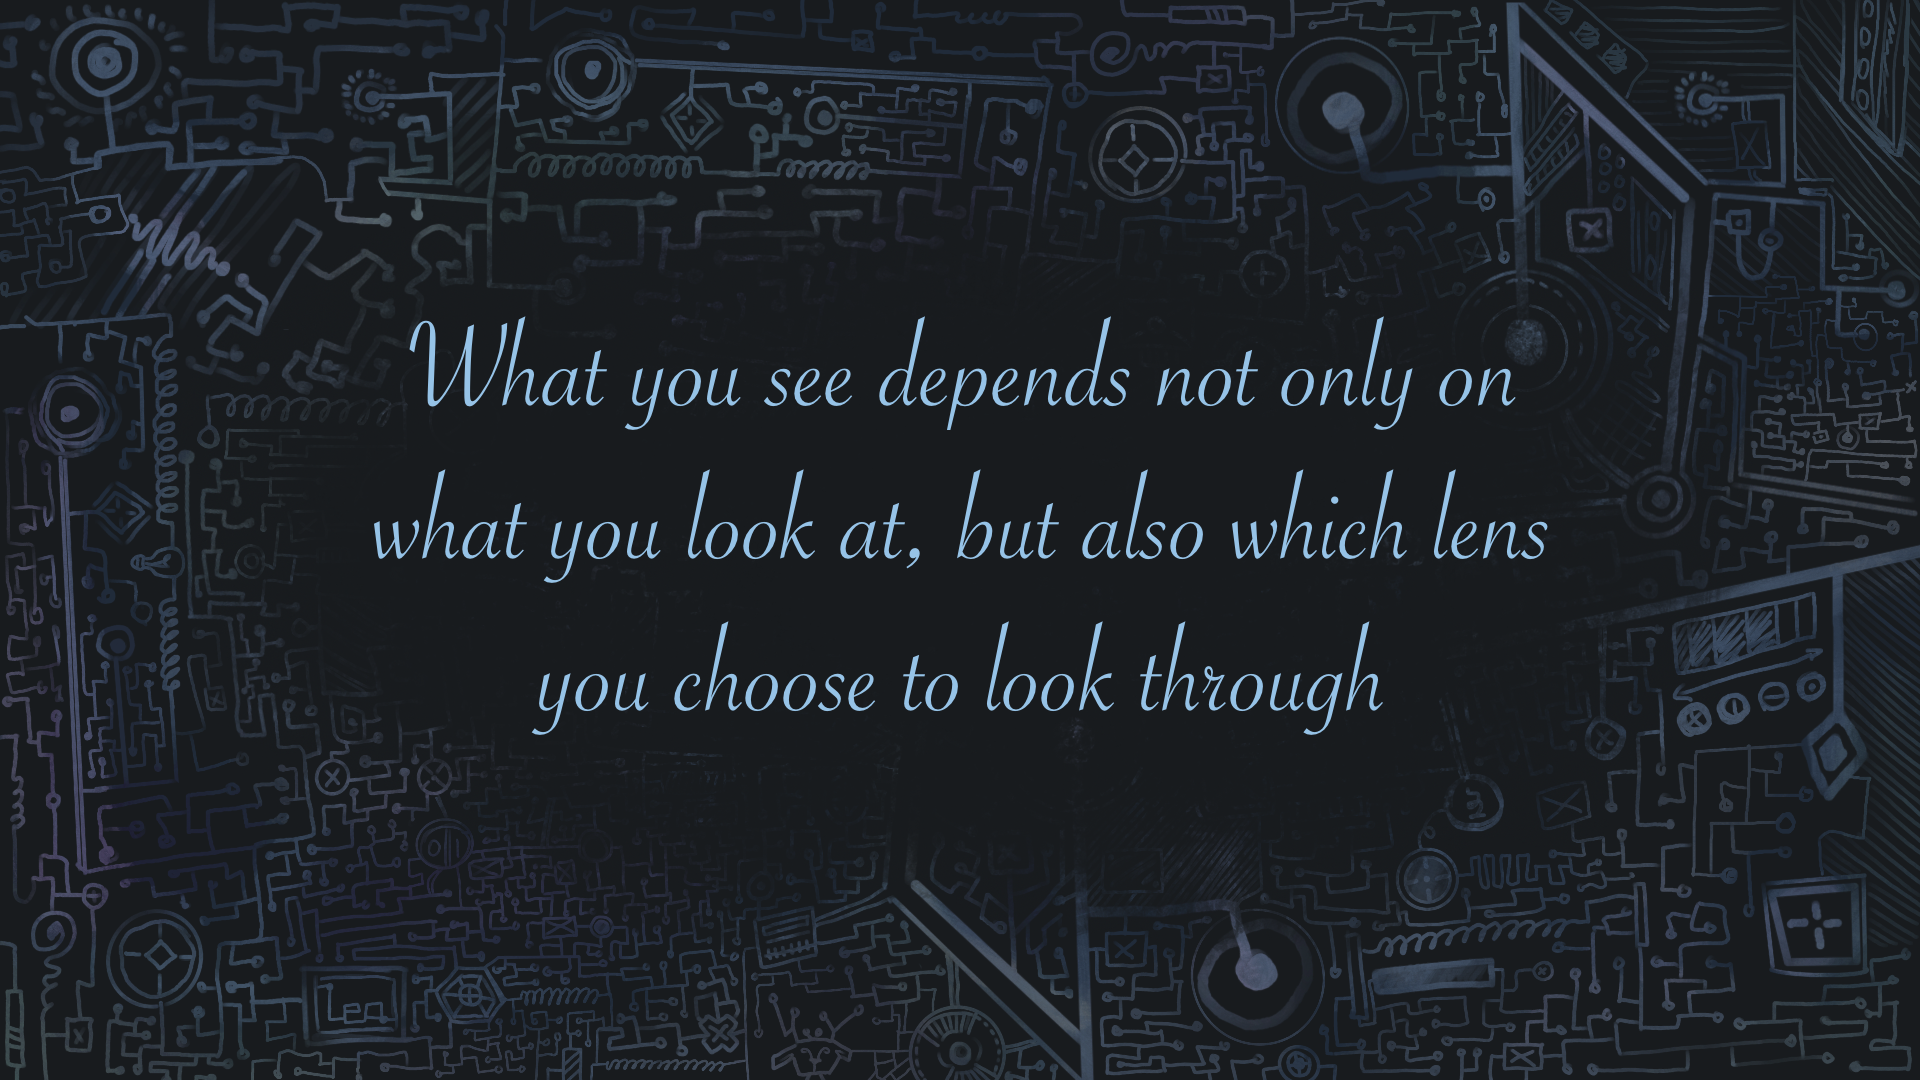 What you see depends not only on
what you look at, but also which lens
you choose to look through